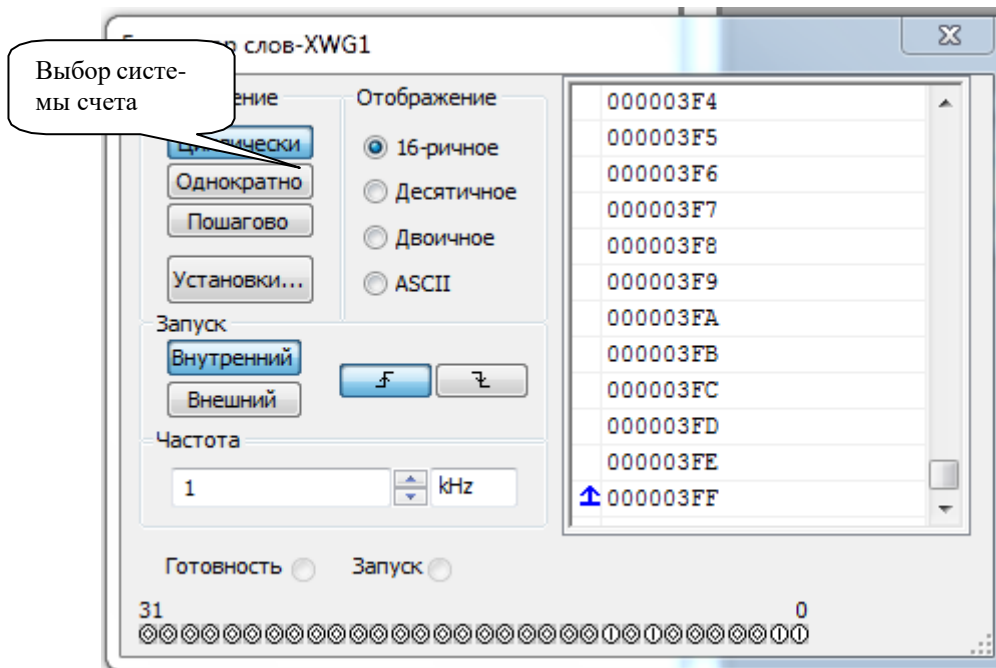 слов-XWG1
Выбор систе-
мы счета
Отображение
Однократно
Пошагово
Установки...
16-ричное
Десятичное
Двоичное
ASCII
Запуск
Внутренний
Внешний
Частота
1
kHz
000003F4
000003F5
000003F6
000003F7
000003F8
000003F9
000003FA
000003FB
000003FC
000003FD
000003FE
000003FF
Готовность
Запуск
31
0